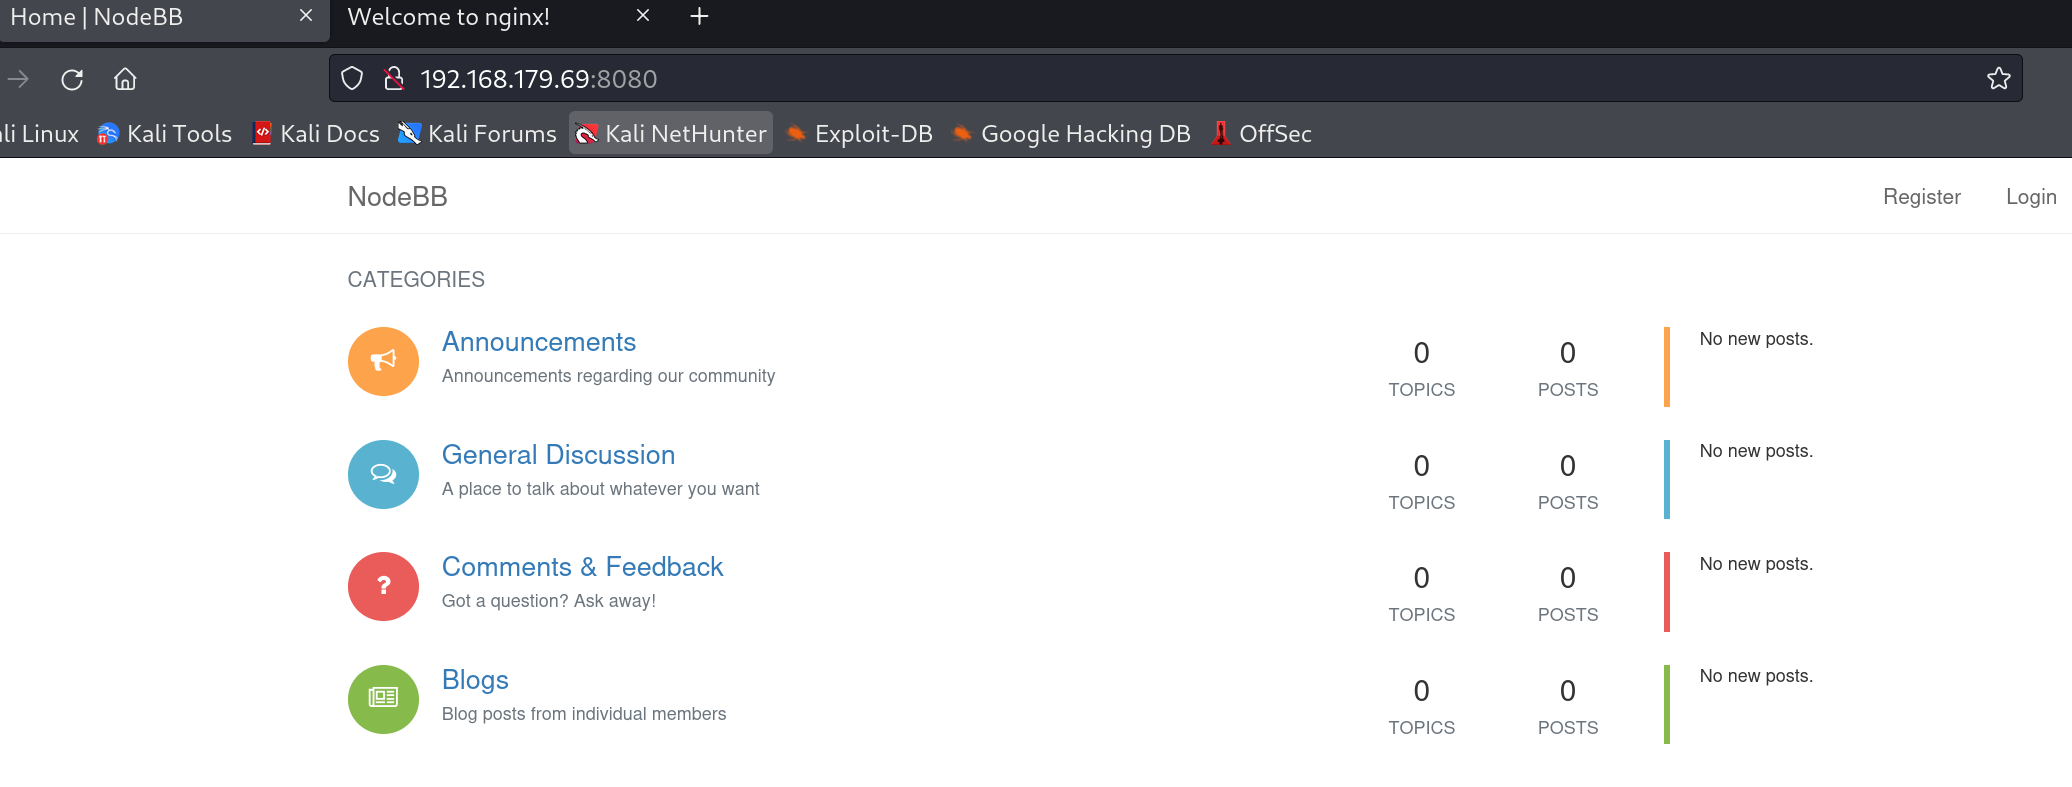 Home | NodeBB Welcome to nginx!
192.168.179.69:8080
ali Linux Kali Tools Kali Docs Kali Forums Kali NetHunter Exploit-DB Google Hacking DB OffSec
NodeBB Register Login
CATEGORIES
Announcements
Announcements regarding our community
0 TOPICS
0 POSTS
No new posts.
General Discussion
A place to talk about whatever you want
0 TOPICS
0 POSTS
No new posts.
Comments & Feedback
Got a question? Ask away!
0 TOPICS
0 POSTS
No new posts.
Blogs
Blog posts from individual members
0 TOPICS
0 POSTS
No new posts.